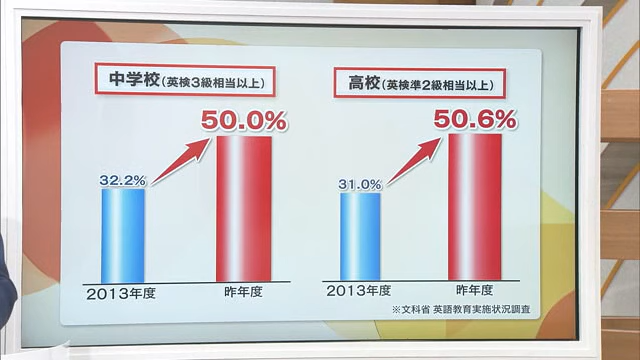 中学校(英検3級相当以上)
50.0%
32.2%
2013年度
昨年度
高校(英検準2級相当以上)
50.6%
31.0%
2013年度
昨年度
※文科省 英語教育実施状況調査